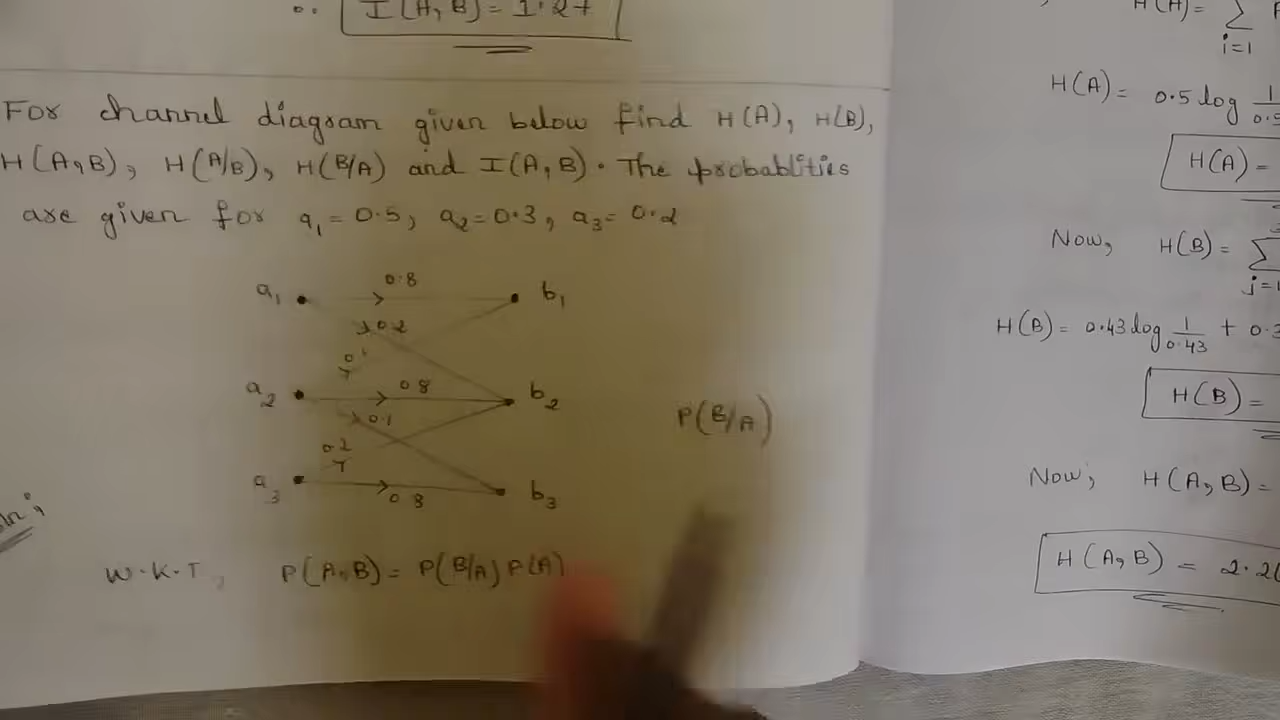 ∴ I(A,B) = 1.27
For channel diagram given below find H(A), H(B),
H(A,B), H(A/B), H(B/A) and I(A,B). The probablities
are given for a₁=0.5, a₂=0.3, a₃=0.2
a₁ 0.8 b₁
0.2
0.1
a₂ 0.8 b₂
0.1
0.2
a₃ 0.8 b₃
P(B/A)
W.K.T, P(A,B) = P(B/A) P(A)
H(A) = Σ i=1
H(A) = 0.5 log 1
H(A) =
Now, H(B) = Σ j=1
H(B) = 0.43 log 1/0.43 +
H(B) =
Now; H(A,B) =
H(A,B) = 2.2